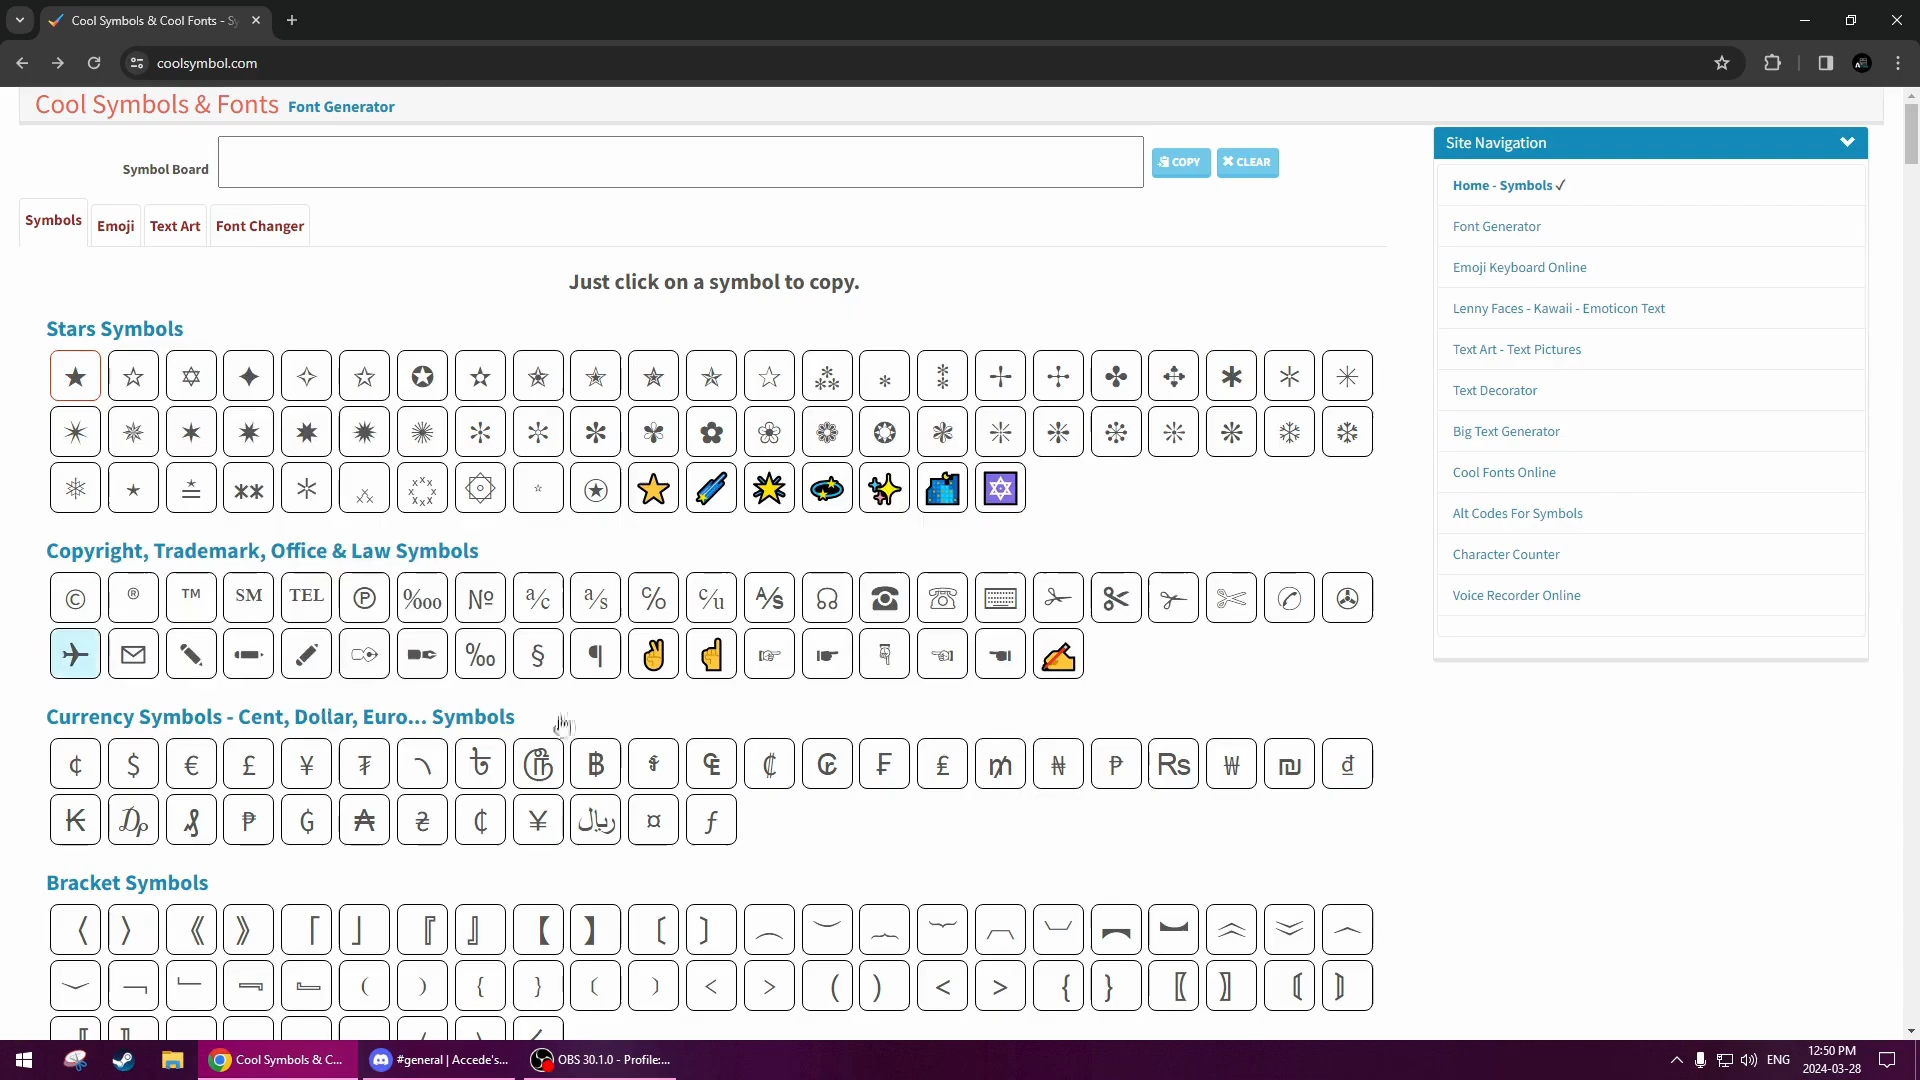 Cool Symbols & Cool Fonts - Sy
coolsymbol.com
Cool Symbols & Fonts Font Generator
Symbol Board
COPY
CLEAR
Symbols
Emoji
Text Art
Font Changer
Just click on a symbol to copy.
Stars Symbols
★ ☆ ✡ ✦ ✧ ✩ ✪ ✫ ✬ ✭ ✮ ✯ ✰ ⁂ ⁎ ⁑ ✢ ✣ ✤ ✥ ✱ ✲ ✳
✴ ✵ ✶ ✷ ✸ ✹ ✺ ✻ ✼ ✽ ✾ ✿ ❀ ❁ ❂ ❃ ❇ ❈ ❉ ❊ ❋ ❄ ❆
❅ ⋆ ≛ ⁑ ⭐ 🌠 🌟 💫 ✨ 🌃 🔯
Copyright, Trademark, Office & Law Symbols
© ® ™ ℠ ℡ ℗ ‱ № ℀ ℁ ℅ ℆ ⅍ ☊ ☎ ☏ ⌨ ✁ ✂ ✃ ✄ ✆ ✇
✈ ✉ ✎ ✏ ✐ ✑ ✒ ‰ § ¶ ✌ ☝ ☞ ☛ ☟ ☜ ☚ ✍
Currency Symbols - Cent, Dollar, Euro... Symbols
¢ $ € £ ¥ ₮ ৲ ৳ ௹ ฿ ៛ ₠ ₡ ₢ ₣ ₤ ₥ ₦ ₧ ₨ ₩ ₪ ₫
₭ ₯ ₰ ₱ ₲ ₳ ₴ ₵ ¥ ﷼ ¤ ƒ
Bracket Symbols
〈 〉 《 》 「 」 『 』 【 】 〔 〕 ︵ ︶ ︷ ︸ ︹ ︺ ︻ ︼ ︽ ︾ ︿
﹀ ﹁ ﹂ ﹃ ﹄ ﹙ ﹚ ﹛ ﹜ ﹝ ﹞ ﹤ ﹥ （ ） ＜ ＞ ｛ ｝ 〖 〗 〘 〙
Site Navigation
Home - Symbols ✓
Font Generator
Emoji Keyboard Online
Lenny Faces - Kawaii - Emoticon Text
Text Art - Text Pictures
Text Decorator
Big Text Generator
Cool Fonts Online
Alt Codes For Symbols
Character Counter
Voice Recorder Online
Cool Symbols & C...
#general | Accede's...
OBS 30.1.0 - Profile:...
ENG
12:50 PM
2024-03-28